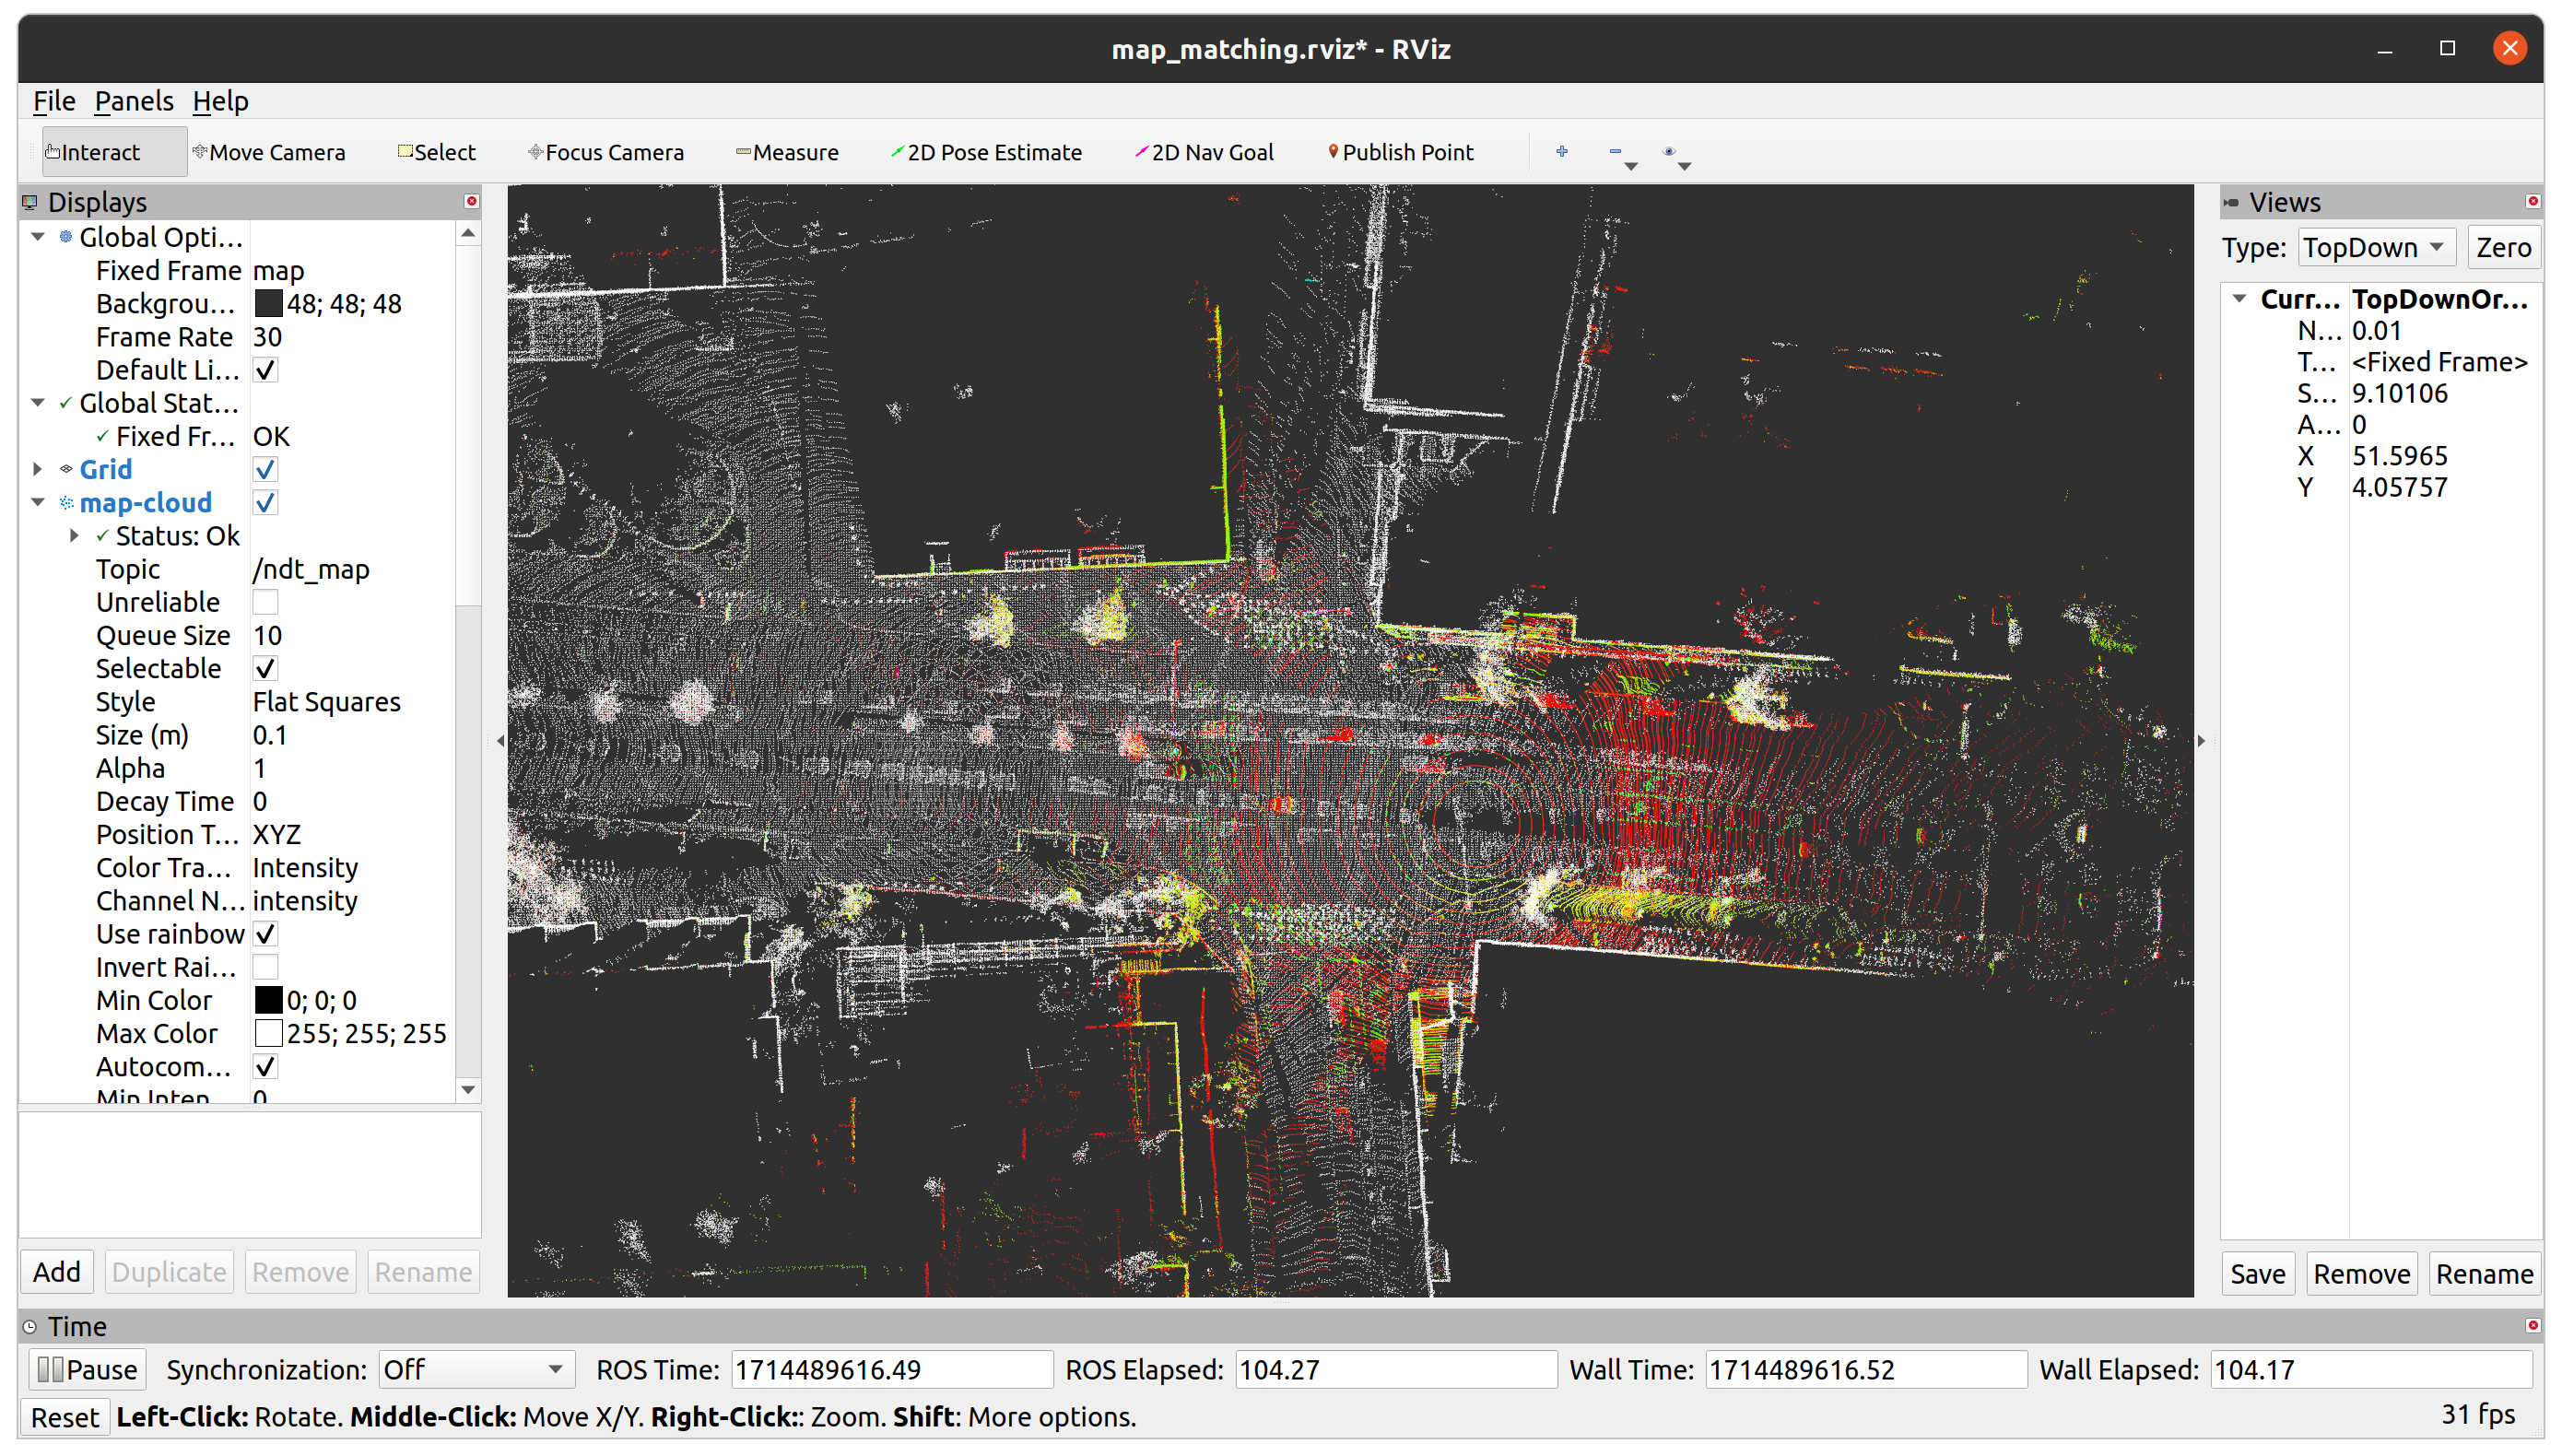 map_matching.rviz* - RViz
File Panels Help
Interact Move Camera Select Focus Camera Measure 2D Pose Estimate 2D Nav Goal Publish Point
Displays
Global Opti...
Fixed Frame map
Backgrou... 48; 48; 48
Frame Rate 30
Default Li...
Global Stat...
Fixed Fr... OK
Grid
map-cloud
Status: Ok
Topic /ndt_map
Unreliable
Queue Size 10
Selectable
Style Flat Squares
Size (m) 0.1
Alpha 1
Decay Time 0
Position T... XYZ
Color Tra... Intensity
Channel N... intensity
Use rainbow
Invert Rai...
Min Color 0; 0; 0
Max Color 255; 255; 255
Autocom...
Min Inten 0
Add Duplicate Remove Rename
Views
Type: TopDown Zero
Curr... TopDownOr...
N... 0.01
T... <Fixed Frame>
S... 9.10106
A... 0
X 51.5965
Y 4.05757
Save Remove Rename
Time
Pause Synchronization: Off ROS Time: 1714489616.49 ROS Elapsed: 104.27 Wall Time: 1714489616.52 Wall Elapsed: 104.17
Reset Left-Click: Rotate. Middle-Click: Move X/Y. Right-Click:: Zoom. Shift: More options. 31 fps